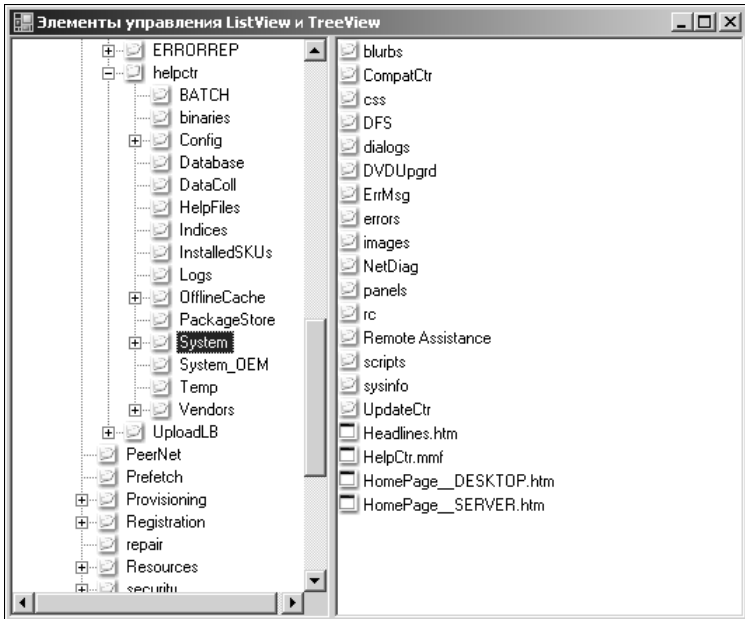 Элементы управления ListView и TreeView
ERRORREP
helpctr
BATCH
binaries
Config
Database
DataColl
HelpFiles
Indices
InstalledSKUs
Logs
OfflineCache
PackageStore
System
System_OEM
Temp
Vendors
UploadLB
PeerNet
Prefetch
Provisioning
Registration
repair
Resources
security
blurbs
CompatCtr
css
DFS
dialogs
DVDUpgrd
ErrMsg
errors
images
NetDiag
panels
rc
Remote Assistance
scripts
sysinfo
UpdateCtr
Headlines.htm
HelpCtr.mmf
HomePage__DESKTOP.htm
HomePage__SERVER.htm